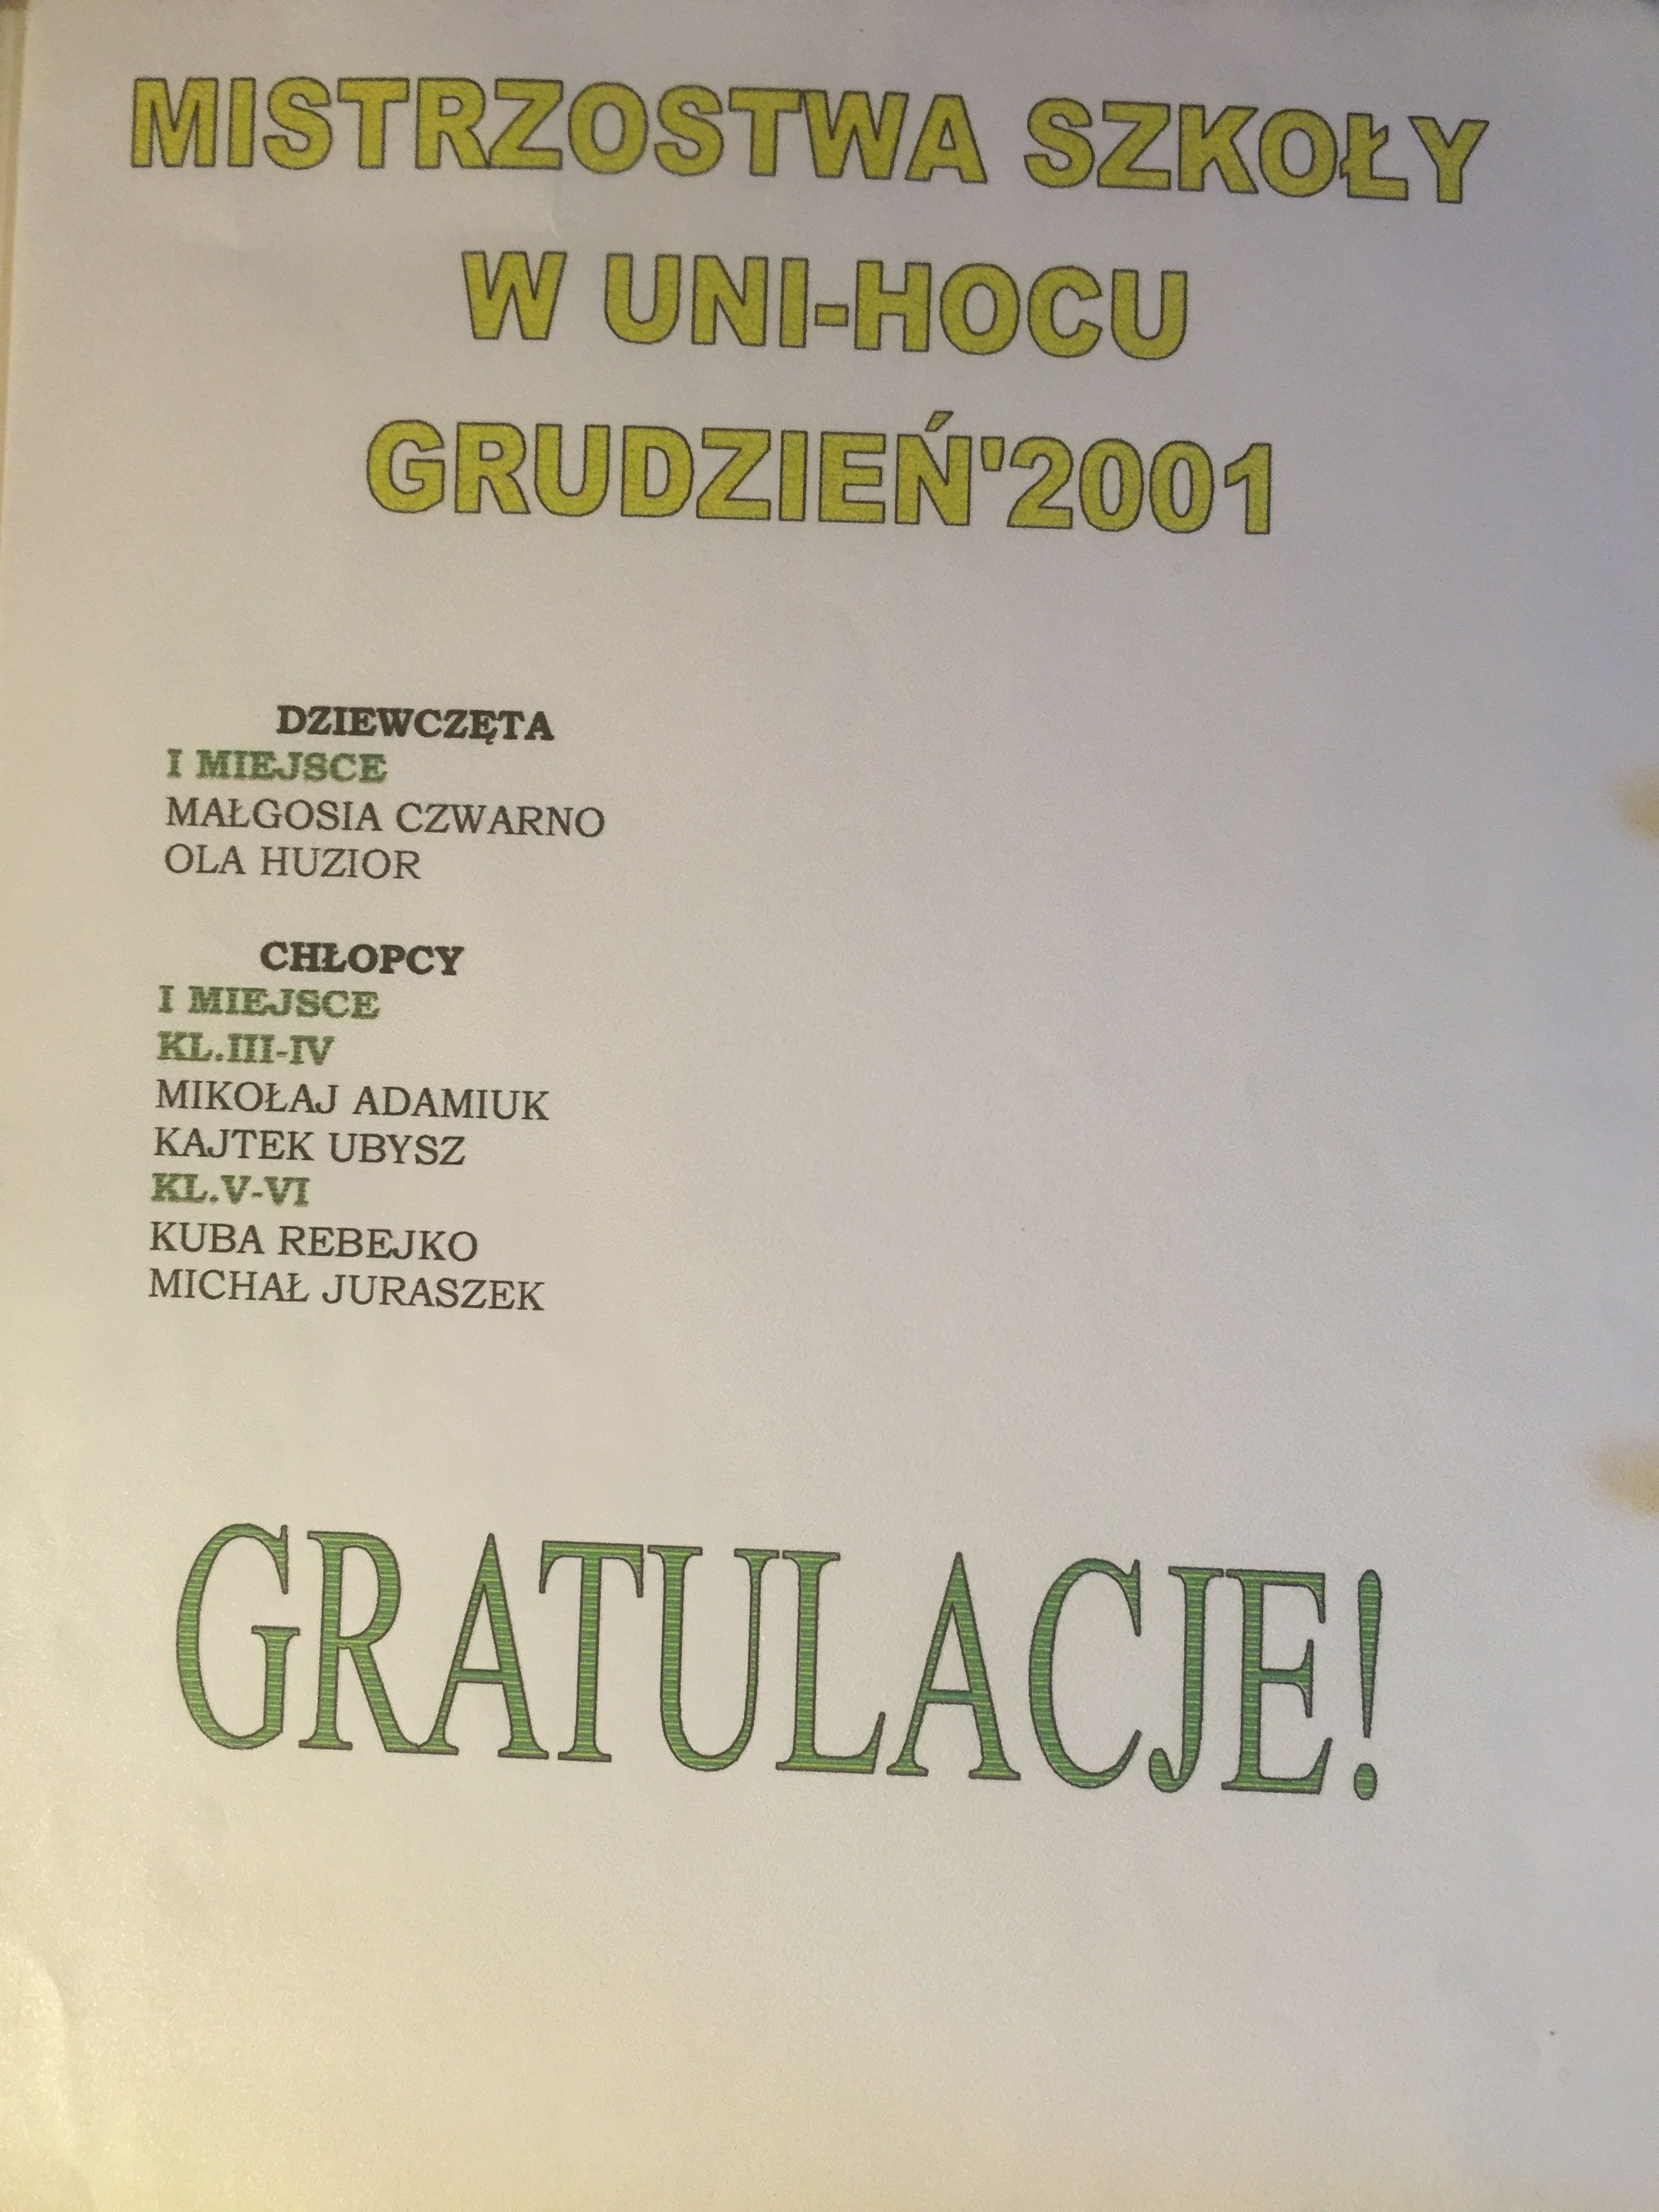 MISTRZOSTWA SZKOŁY
W UNI-HOCU
GRUDZIEŃ'2001
DZIEWCZĘTA
I MIEJSCE
MAŁGOSIA CZWARNO
OLA HUZIOR
CHŁOPCY
I MIEJSCE
KL.III-IV
MIKOŁAJ ADAMIUK
KAJTEK UBYSZ
KL.V-VI
KUBA REBEJKO
MICHAŁ JURASZEK
GRATULACJE!